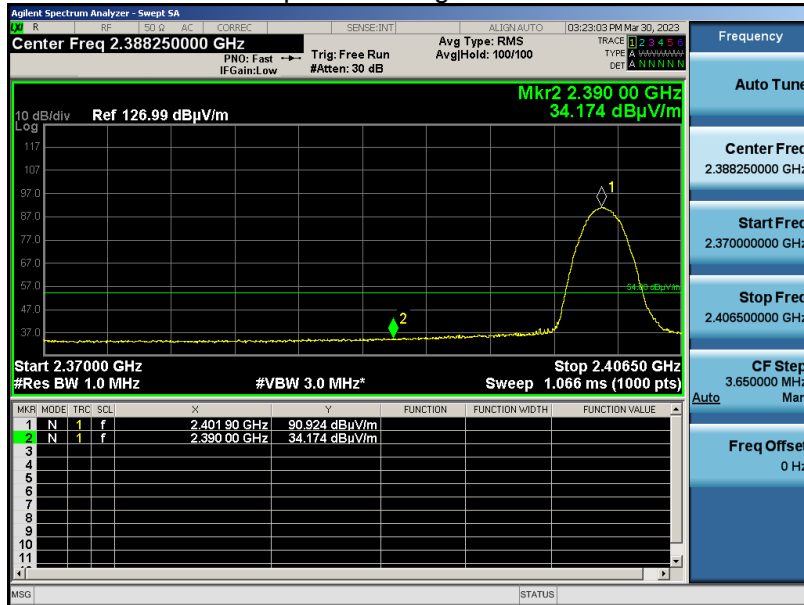 Agilent Spectrum Analyzer - Swept SA
LXI R RF 50 Ω AC CORREC SENSE:INT ALIGN AUTO 03:23:03 PM Mar 30, 2023
Center Freq 2.388250000 GHz
PNO: Fast
IFGain:Low
Trig: Free Run
#Atten: 30 dB
Avg Type: RMS
Avg|Hold: 100/100
TRACE 1 2 3 4 5 6
TYPE A WWWWW
DET A N N N N N
Frequency
Mkr2 2.390 00 GHz
34.174 dBµV/m
10 dB/div Ref 126.99 dBµV/m
Log
117
107
97.0
87.0
77.0
67.0
57.0
47.0
37.0
1
2
54.00 dBµV/m
Start 2.37000 GHz Stop 2.40650 GHz
#Res BW 1.0 MHz #VBW 3.0 MHz* Sweep 1.066 ms (1000 pts)
MKR MODE TRC SCL X Y FUNCTION FUNCTION WIDTH FUNCTION VALUE
1 N 1 f 2.401 90 GHz 90.924 dBµV/m
2 N 1 f 2.390 00 GHz 34.174 dBµV/m
3
4
5
6
7
8
9
10
11
Auto Tune
Center Freq
2.388250000 GHz
Start Freq
2.370000000 GHz
Stop Freq
2.406500000 GHz
CF Step
3.650000 MHz
Auto Man
Freq Offset
0 Hz
MSG STATUS